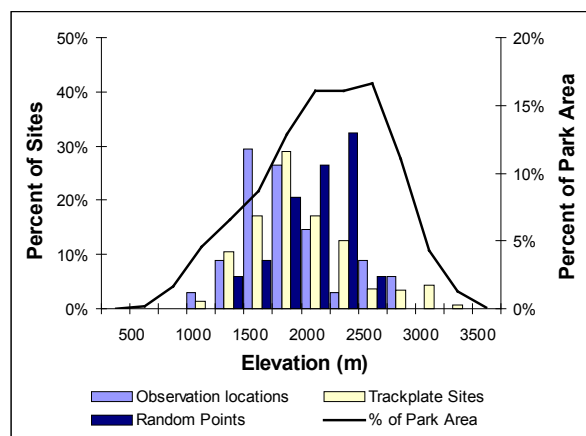 50%
40%
30%
20%
10%
0%
Percent of Sites
20%
15%
10%
5%
0%
Percent of Park Area
500 1000 1500 2000 2500 3000 3500
Elevation (m)
Observation locations Trackplate Sites
Random Points % of Park Area